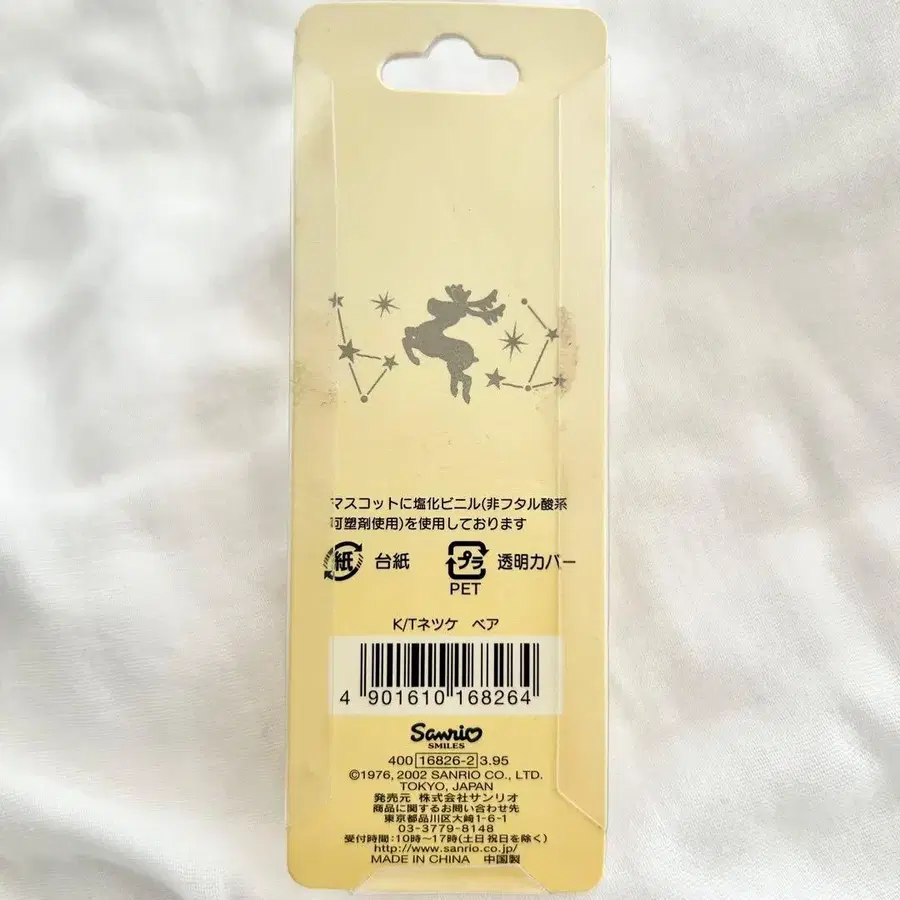 マスコットに塩化ビニル(非フタル酸系
可塑剤使用)を使用しております
紙 台紙 プラ 透明カバー
PET
K/Tネツケ ベア
4 901610 168264
Sanrio
SMILES
400 16826-2 3.95
©1976, 2002 SANRIO CO., LTD.
TOKYO, JAPAN
発売元 株式会社サンリオ
商品に関するお問い合わせ先
東京都品川区大崎1-6-1
03-3779-8148
受付時間:10時〜17時(土日祝日を除く)
http://www.sanrio.co.jp/
MADE IN CHINA 中国製